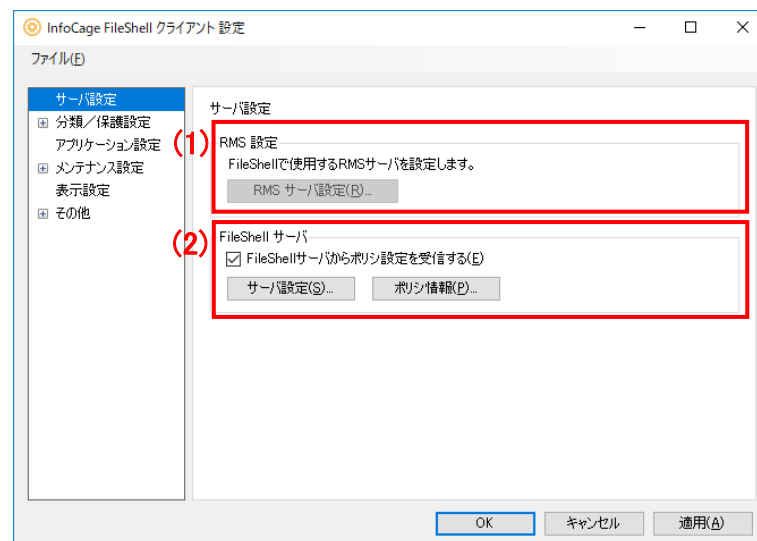 InfoCage FileShell クライアント 設定
ファイル(F)
サーバ設定
分類／保護設定
アプリケーション設定
メンテナンス設定
表示設定
その他
サーバ設定
(1)
RMS 設定
FileShellで使用するRMSサーバを設定します。
RMS サーバ設定(R)...
(2)
FileShell サーバ
FileShellサーバからポリシ設定を受信する(E)
サーバ設定(S)... ポリシ情報(P)...
OK キャンセル 適用(A)